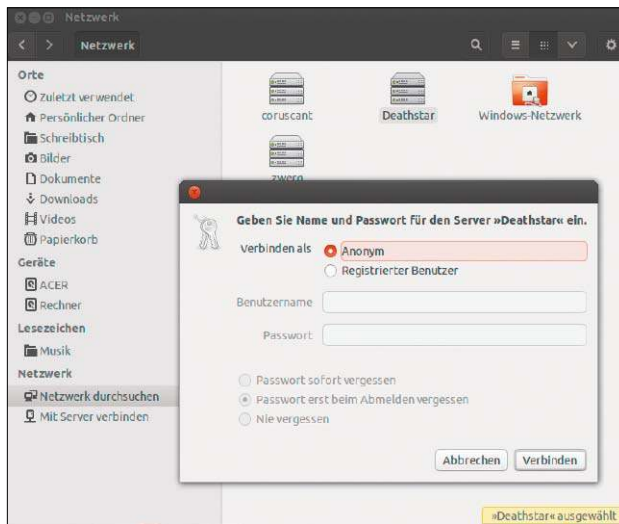 Netzwerk
Netzwerk
Orte
Zuletzt verwendet
Persönlicher Ordner
Schreibtisch
Bilder
Dokumente
Downloads
Videos
Papierkorb
Geräte
ACER
Rechner
Lesezeichen
Musik
Netzwerk
Netzwerk durchsuchen
Mit Server verbinden
coruscant
Deathstar
Windows-Netzwerk
zwerg
Geben Sie Name und Passwort für den Server »Deathstar« ein.
Verbinden als
Anonym
Registrierter Benutzer
Benutzername
Passwort
Passwort sofort vergessen
Passwort erst beim Abmelden vergessen
Nie vergessen
Abbrechen
Verbinden
»Deathstar« ausgewählt